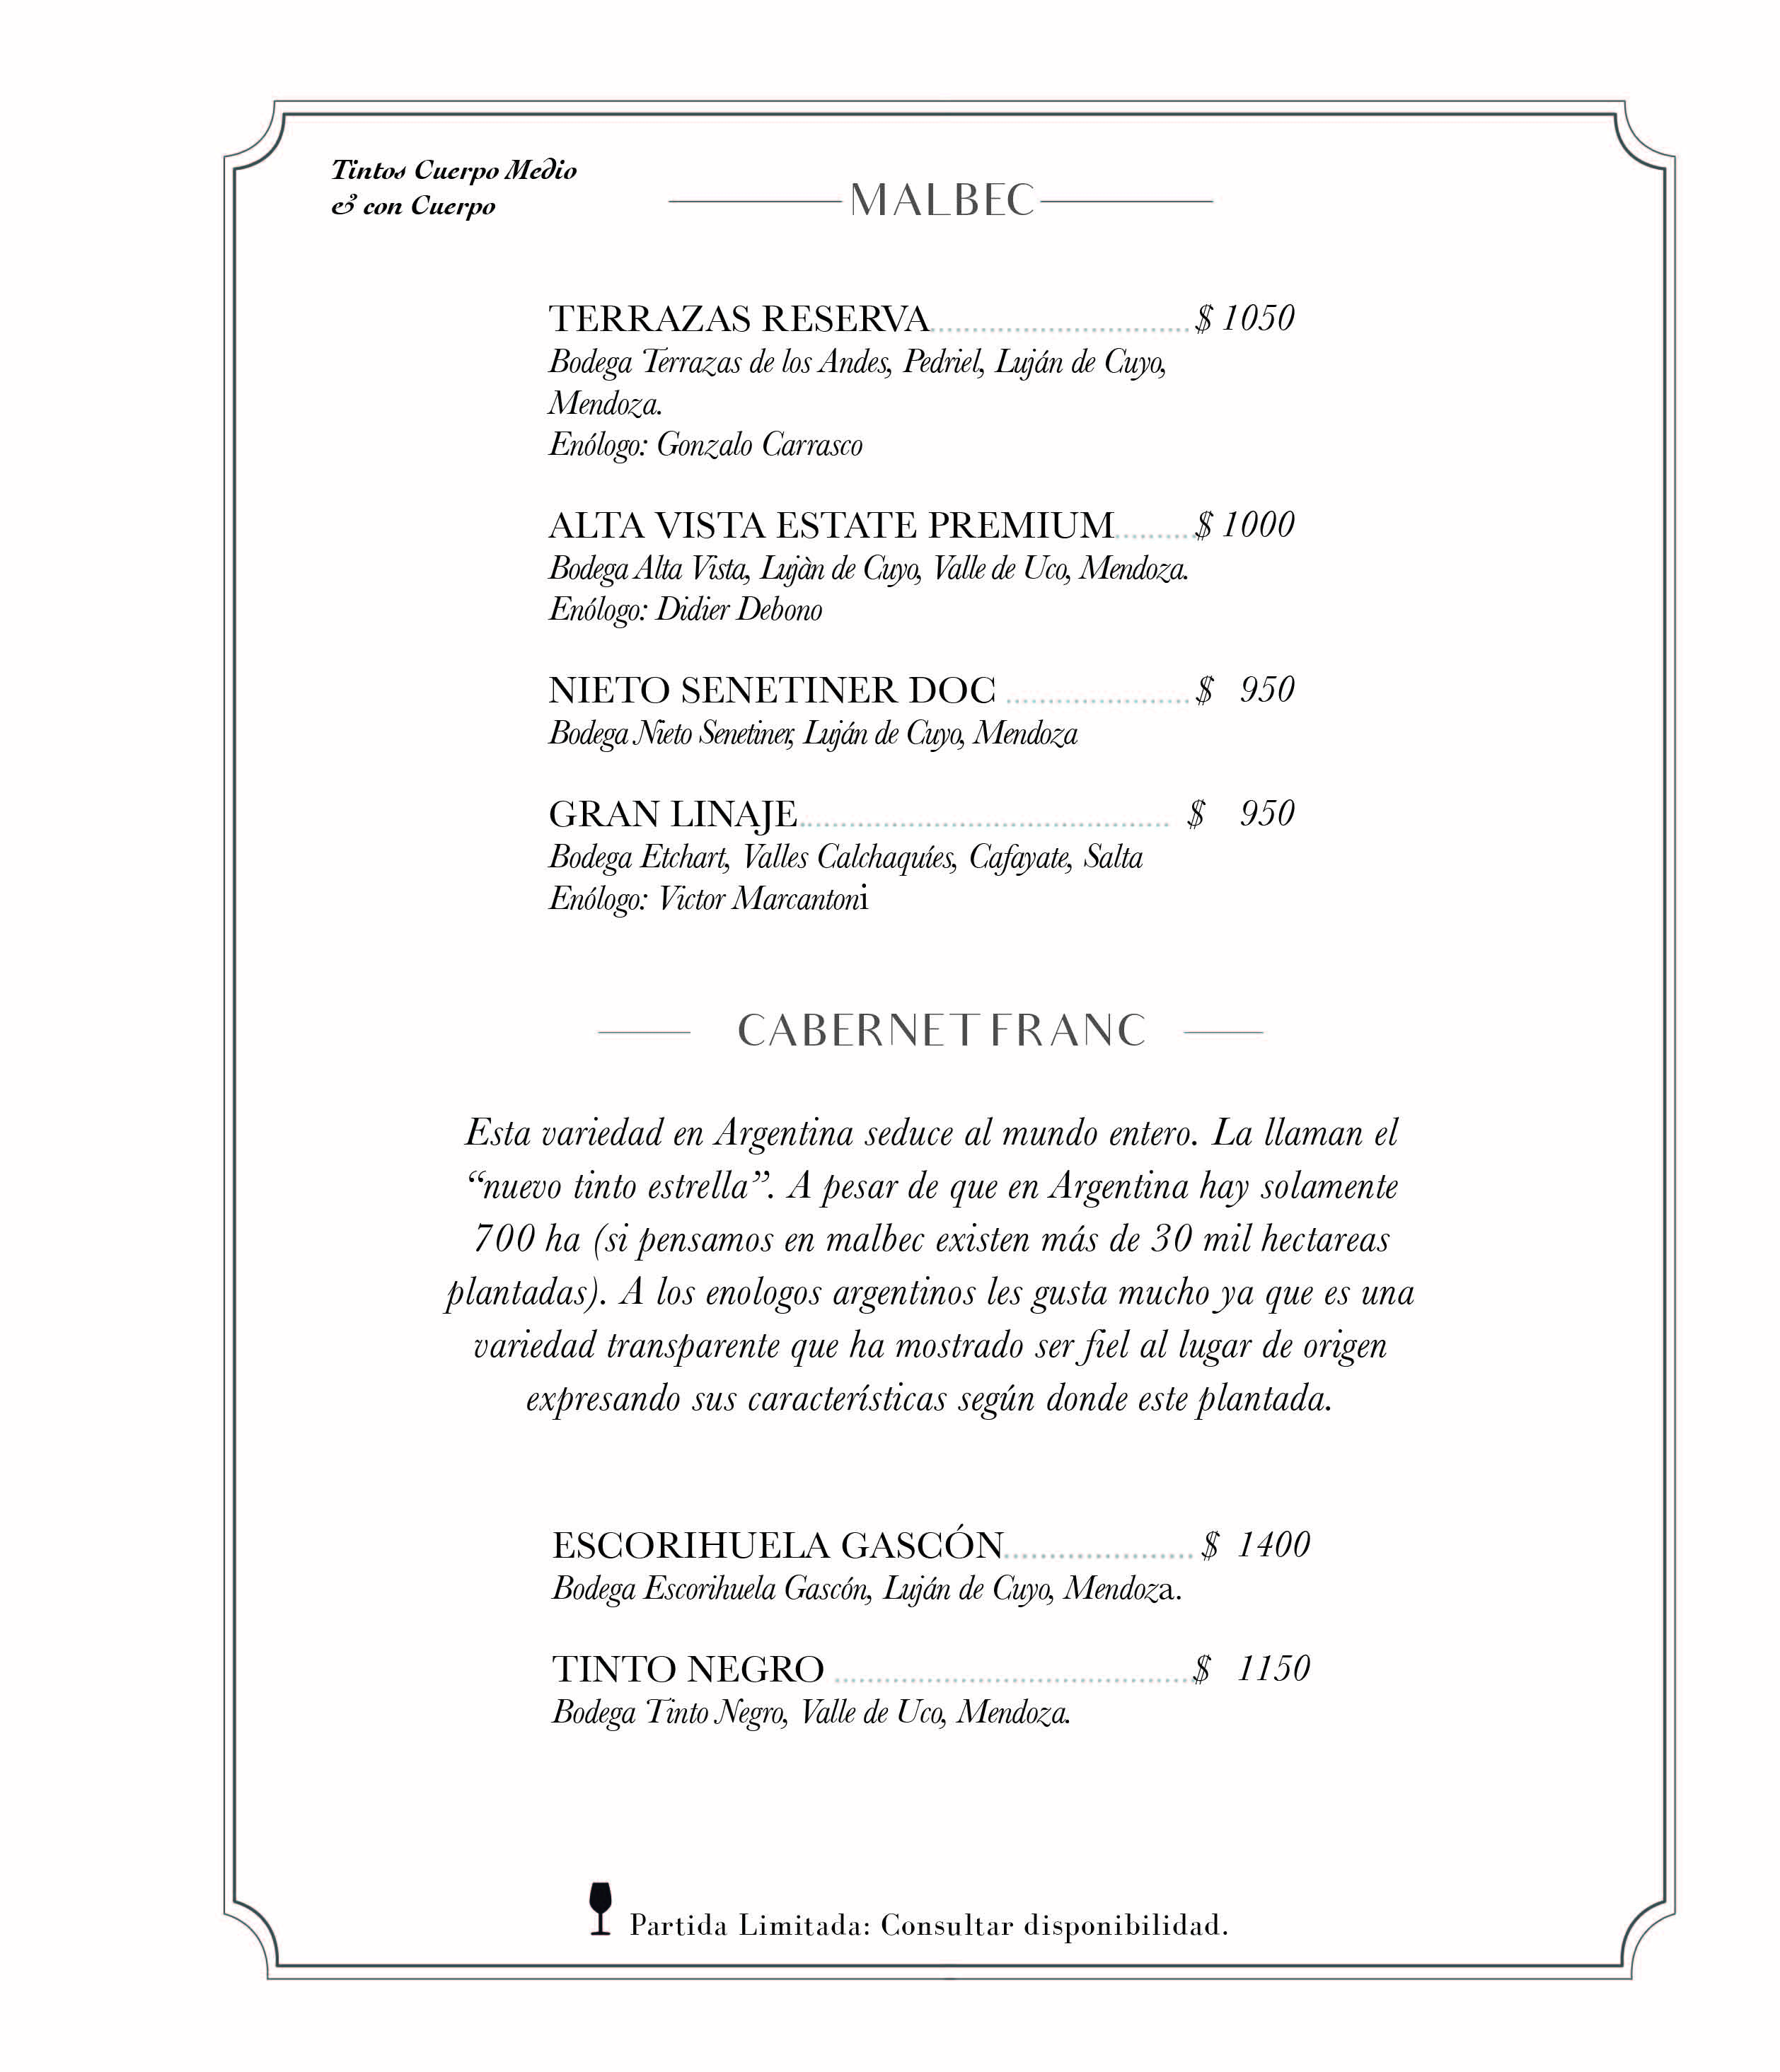 Tintos Cuerpo Medio
& con Cuerpo
MALBEC
TERRAZAS RESERVA $ 1050
Bodega Terrazas de los Andes, Pedriel, Luján de Cuyo,
Mendoza.
Enólogo: Gonzalo Carrasco
ALTA VISTA ESTATE PREMIUM $ 1000
Bodega Alta Vista, Lujàn de Cuyo, Valle de Uco, Mendoza.
Enólogo: Didier Debono
NIETO SENETINER DOC $ 950
Bodega Nieto Senetiner, Luján de Cuyo, Mendoza
GRAN LINAJE $ 950
Bodega Etchart, Valles Calchaquíes, Cafayate, Salta
Enólogo: Victor Marcantoni
CABERNET FRANC
Esta variedad en Argentina seduce al mundo entero. La llaman el
“nuevo tinto estrella”. A pesar de que en Argentina hay solamente
700 ha (si pensamos en malbec existen más de 30 mil hectareas
plantadas). A los enologos argentinos les gusta mucho ya que es una
variedad transparente que ha mostrado ser fiel al lugar de origen
expresando sus características según donde este plantada.
ESCORIHUELA GASCÓN $ 1400
Bodega Escorihuela Gascón, Luján de Cuyo, Mendoza.
TINTO NEGRO $ 1150
Bodega Tinto Negro, Valle de Uco, Mendoza.
Partida Limitada: Consultar disponibilidad.